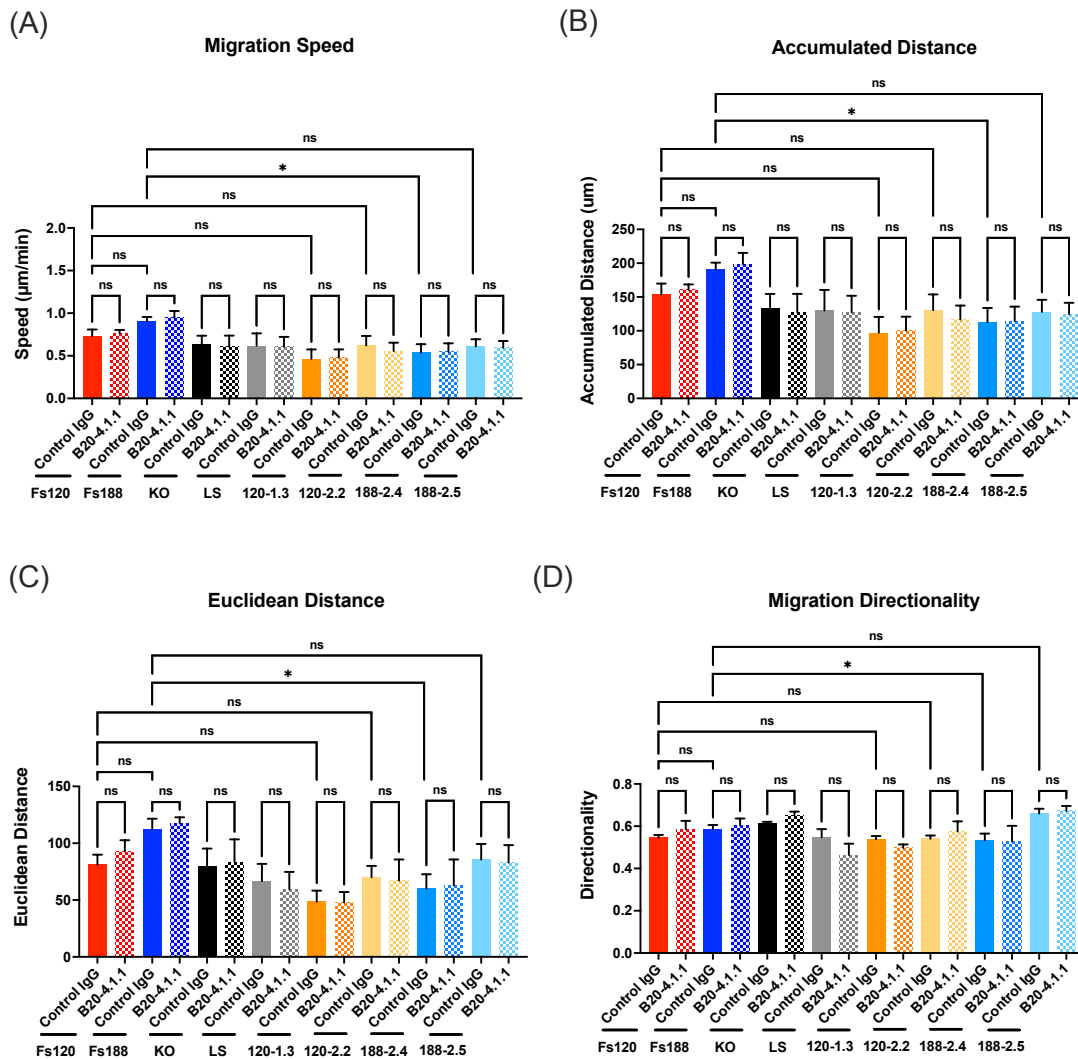 (A)
Migration Speed
ns
*
ns
ns
ns
ns ns ns ns ns ns ns ns
Speed (µm/min)
2.0
1.5
1.0
0.5
0.0
Control IgG B20-4.1.1 Control IgG B20-4.1.1 Control IgG B20-4.1.1 Control IgG B20-4.1.1 Control IgG B20-4.1.1 Control IgG B20-4.1.1 Control IgG B20-4.1.1 Control IgG B20-4.1.1
Fs120 Fs188 KO LS 120-1.3 120-2.2 188-2.4 188-2.5
(B)
Accumulated Distance
ns
*
ns
ns
ns
ns ns ns ns ns ns ns ns
Accumulated Distance (um)
250
200
150
100
50
0
Control IgG B20-4.1.1 Control IgG B20-4.1.1 Control IgG B20-4.1.1 Control IgG B20-4.1.1 Control IgG B20-4.1.1 Control IgG B20-4.1.1 Control IgG B20-4.1.1 Control IgG B20-4.1.1
Fs120 Fs188 KO LS 120-1.3 120-2.2 188-2.4 188-2.5
(C)
Euclidean Distance
ns
*
ns
ns
ns
ns ns ns ns ns ns ns ns
Euclidean Distance
150
100
50
0
Control IgG B20-4.1.1 Control IgG B20-4.1.1 Control IgG B20-4.1.1 Control IgG B20-4.1.1 Control IgG B20-4.1.1 Control IgG B20-4.1.1 Control IgG B20-4.1.1 Control IgG B20-4.1.1
Fs120 Fs188 KO LS 120-1.3 120-2.2 188-2.4 188-2.5
(D)
Migration Directionality
ns
*
ns
ns
ns
ns ns ns ns ns ns ns ns
Directionality
0.8
0.6
0.4
0.2
0.0
Control IgG B20-4.1.1 Control IgG B20-4.1.1 Control IgG B20-4.1.1 Control IgG B20-4.1.1 Control IgG B20-4.1.1 Control IgG B20-4.1.1 Control IgG B20-4.1.1 Control IgG B20-4.1.1
Fs120 Fs188 KO LS 120-1.3 120-2.2 188-2.4 188-2.5